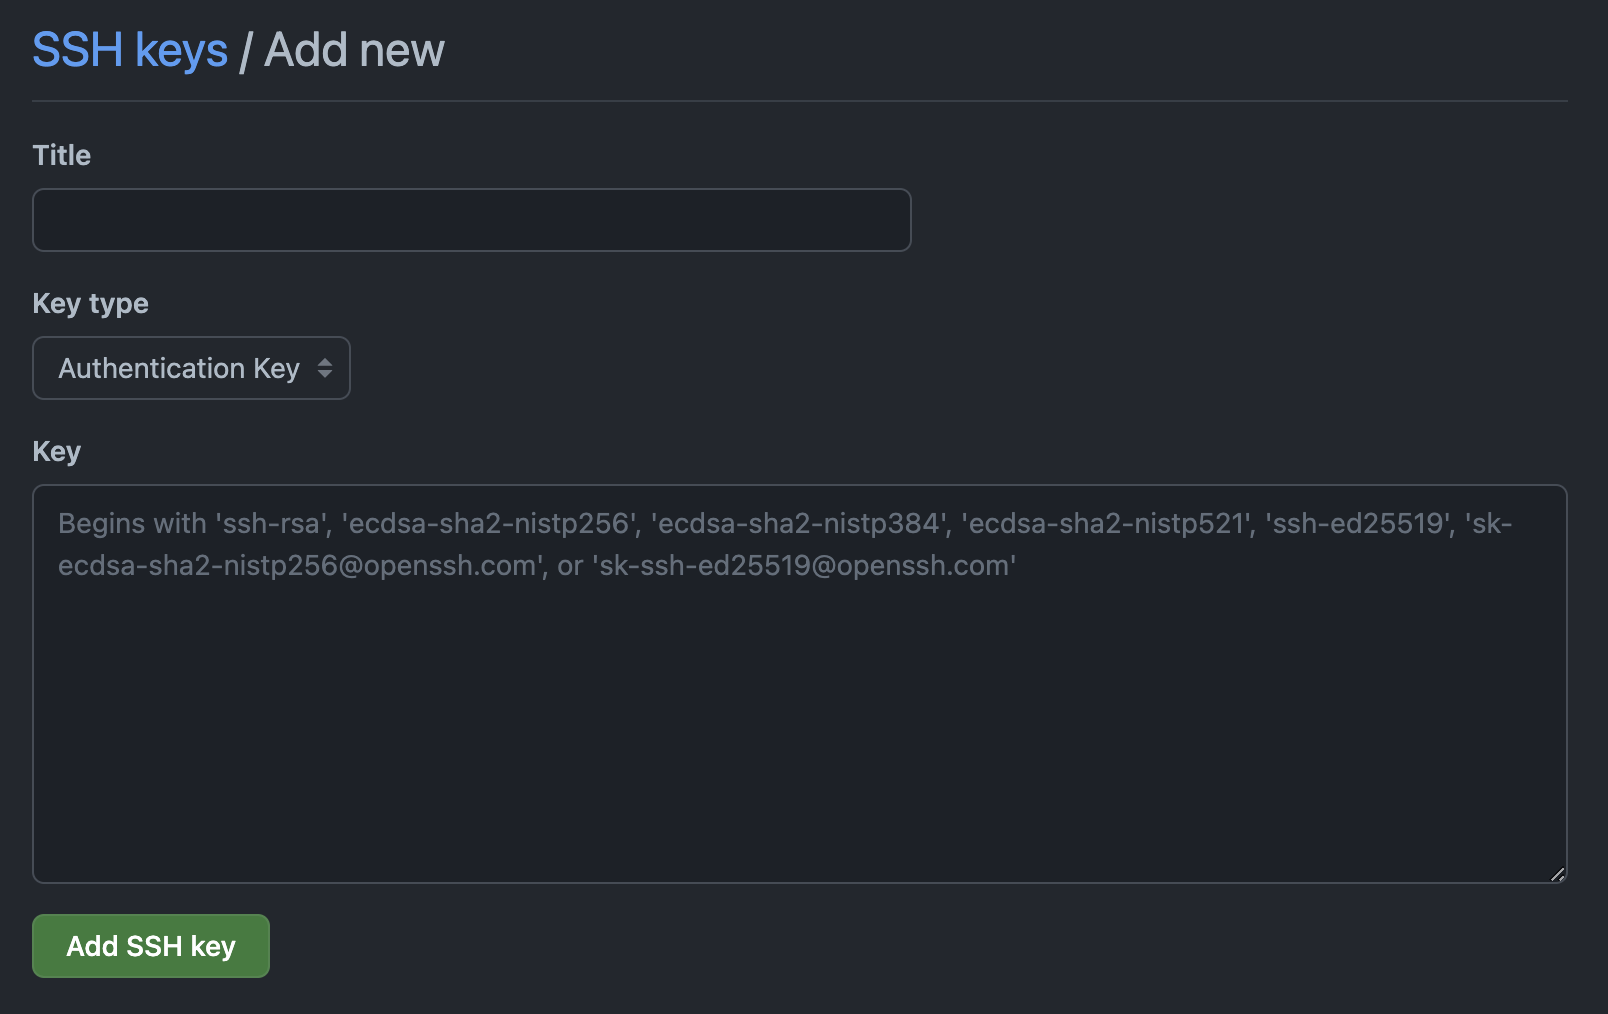 SSH keys / Add new
Title
Key type
Authentication Key
Key
Begins with 'ssh-rsa', 'ecdsa-sha2-nistp256', 'ecdsa-sha2-nistp384', 'ecdsa-sha2-nistp521', 'ssh-ed25519', 'sk-
ecdsa-sha2-nistp256@openssh.com', or 'sk-ssh-ed25519@openssh.com'
Add SSH key